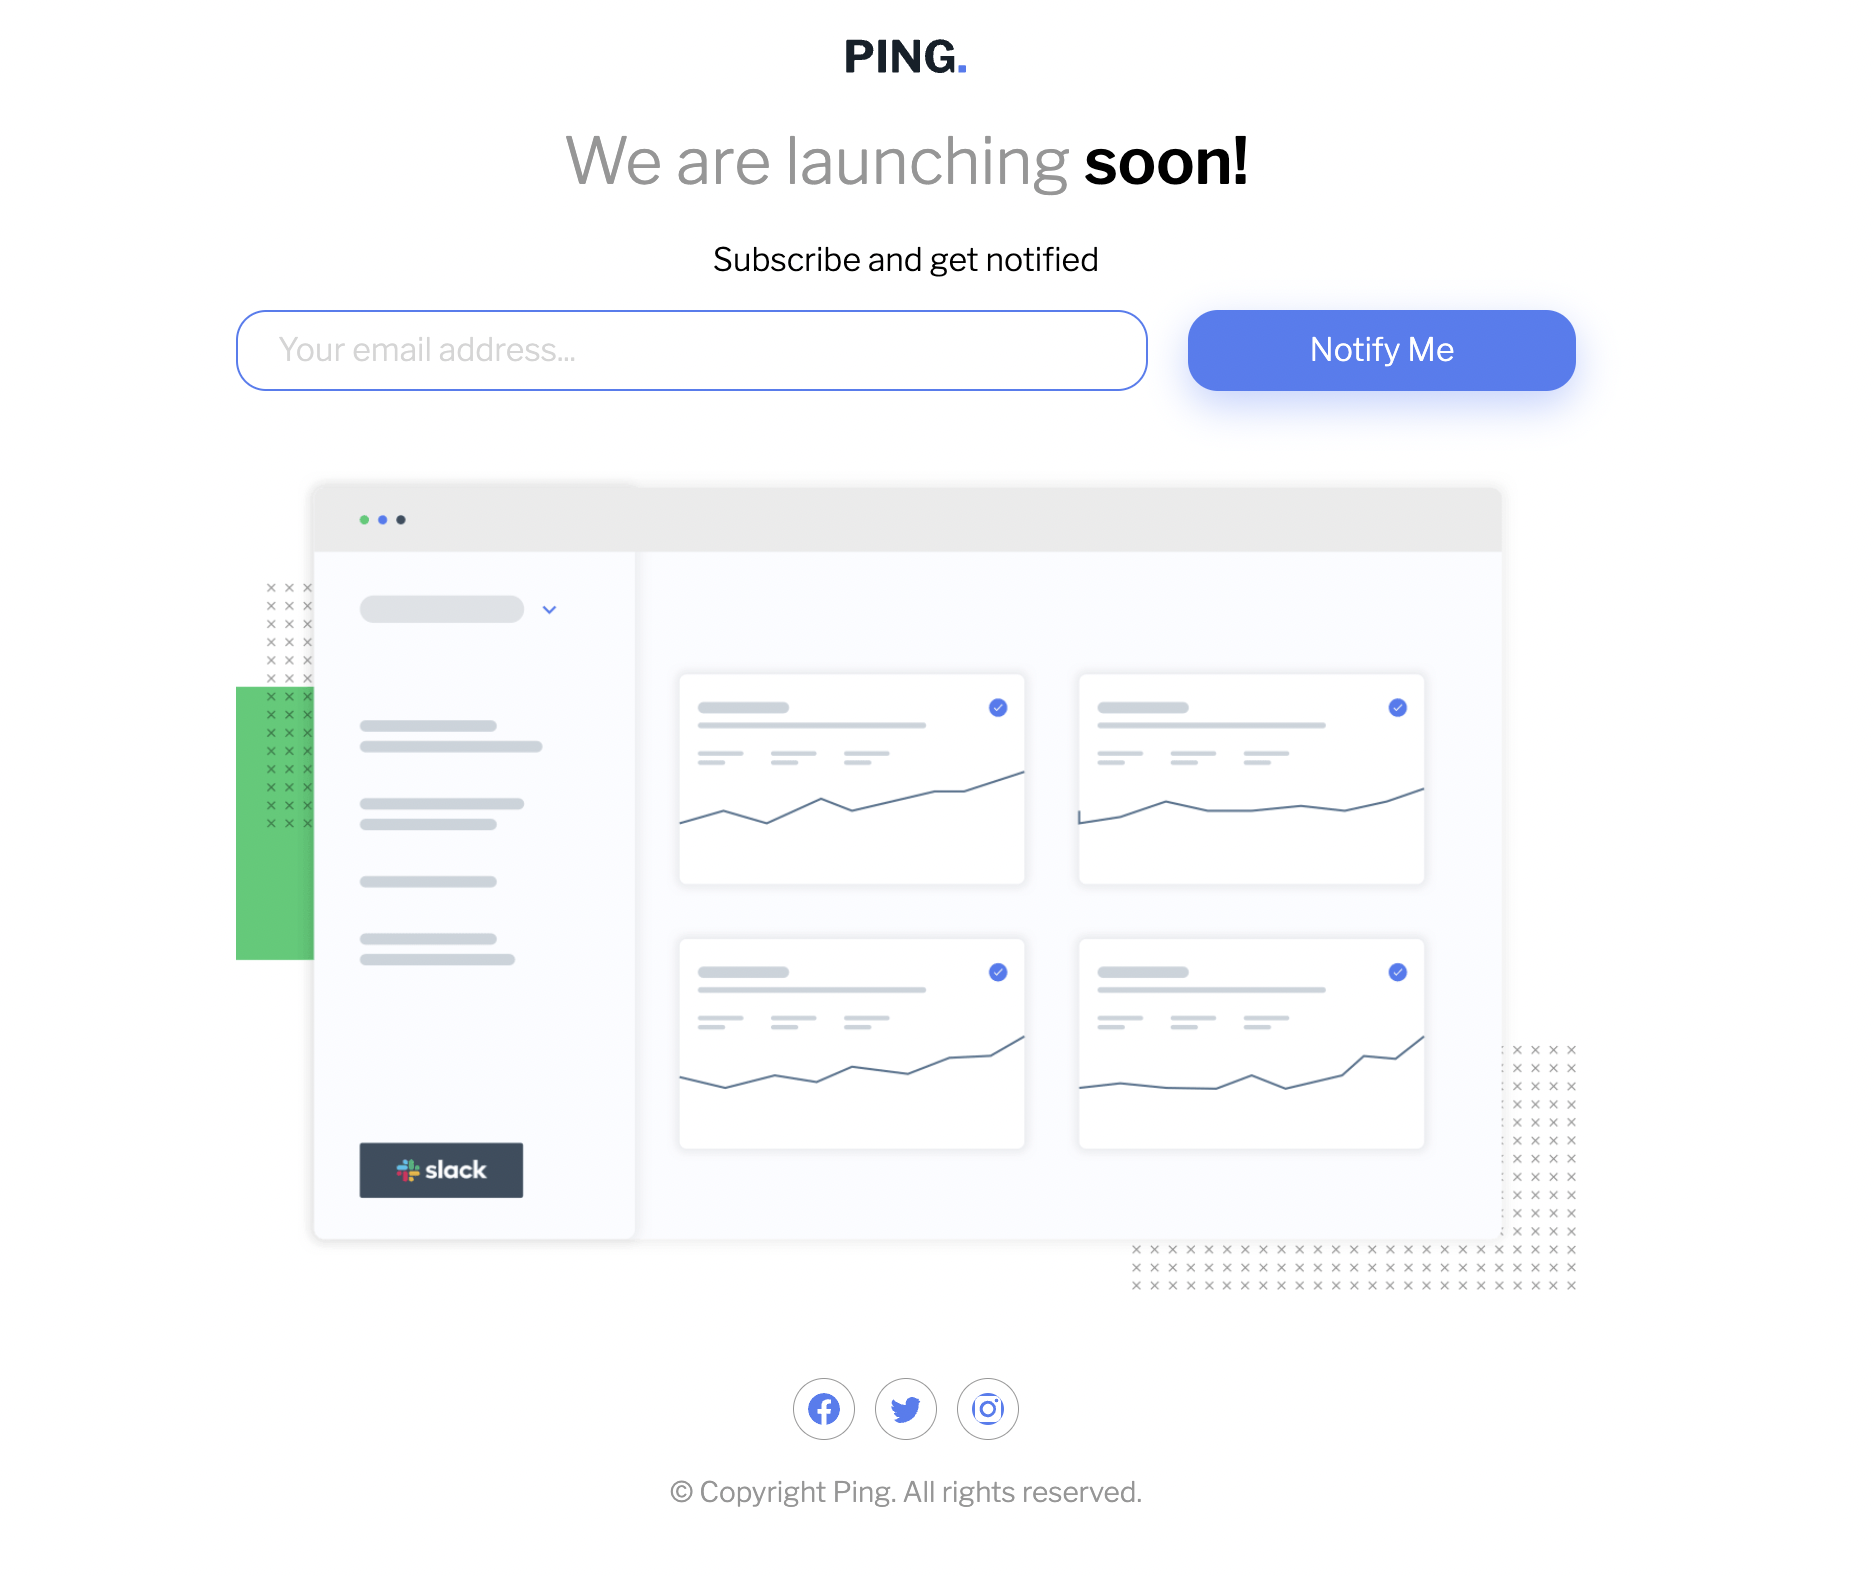 PING.
We are launching soon!
Subscribe and get notified
Your email address...
Notify Me
slack
© Copyright Ping. All rights reserved.